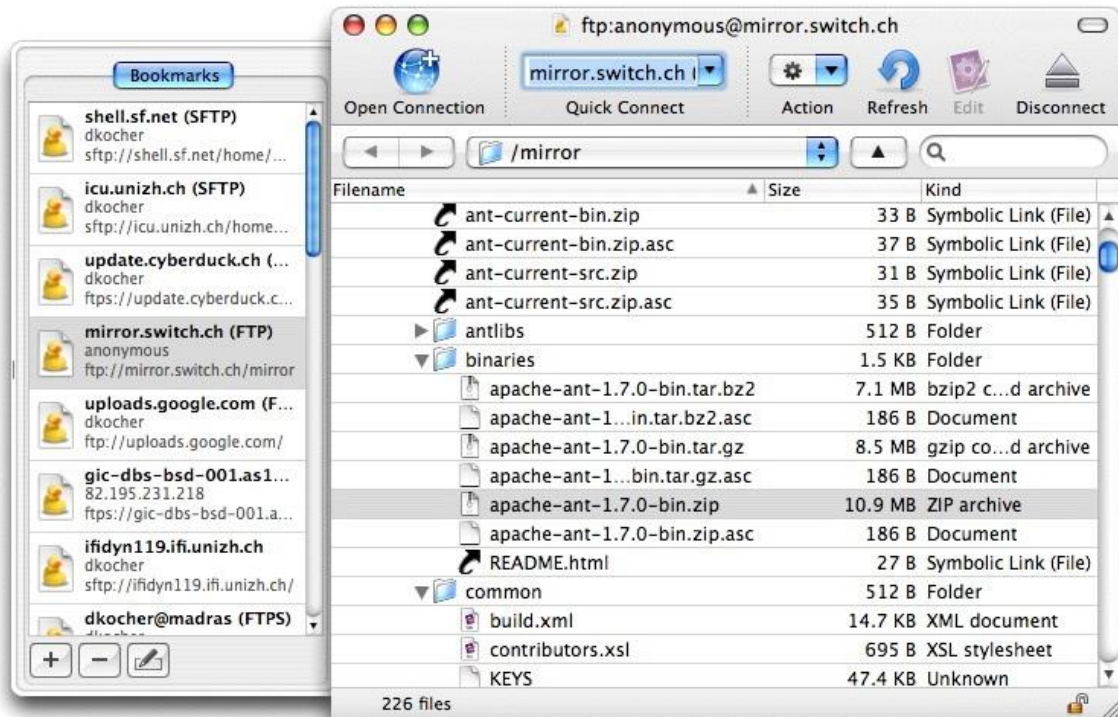 Bookmarks
shell.sf.net (SFTP)
dkocher
sftp://shell.sf.net/home/...
icu.unizh.ch (SFTP)
dkocher
sftp://icu.unizh.ch/home...
update.cyberduck.ch (...
dkocher
ftps://update.cyberduck.c...
mirror.switch.ch (FTP)
anonymous
ftp://mirror.switch.ch/mirror
uploads.google.com (F...
dkocher
ftp://uploads.google.com/
gic-dbs-bsd-001.as1...
82.195.231.218
ftps://gic-dbs-bsd-001.a...
ifidyn119.ifi.unizh.ch
dkocher
sftp://ifidyn119.ifi.unizh.ch/
dkocher@madras (FTPS)
ftp:anonymous@mirror.switch.ch
mirror.switch.ch (
Open Connection Quick Connect Action Refresh Edit Disconnect
/mirror
Filename Size Kind
ant-current-bin.zip 33 B Symbolic Link (File)
ant-current-bin.zip.asc 37 B Symbolic Link (File)
ant-current-src.zip 31 B Symbolic Link (File)
ant-current-src.zip.asc 35 B Symbolic Link (File)
antlibs 512 B Folder
binaries 1.5 KB Folder
apache-ant-1.7.0-bin.tar.bz2 7.1 MB bzip2 c...d archive
apache-ant-1...in.tar.bz2.asc 186 B Document
apache-ant-1.7.0-bin.tar.gz 8.5 MB gzip co...d archive
apache-ant-1...bin.tar.gz.asc 186 B Document
apache-ant-1.7.0-bin.zip 10.9 MB ZIP archive
apache-ant-1.7.0-bin.zip.asc 186 B Document
README.html 27 B Symbolic Link (File)
common 512 B Folder
build.xml 14.7 KB XML document
contributors.xsl 695 B XSL stylesheet
KEYS 47.4 KB Unknown
226 files